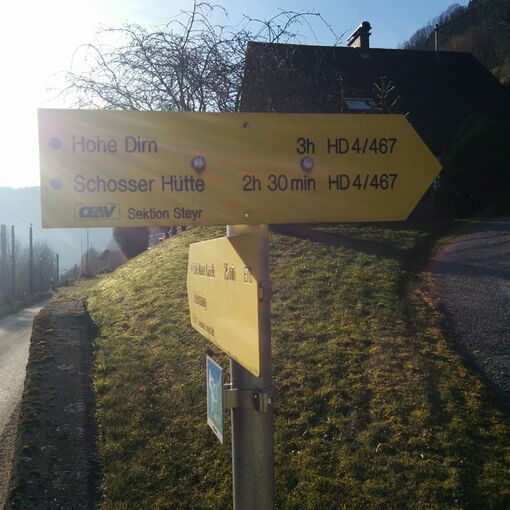 Hohe Dirn 3h HD4/467
Schosser Hütte 2h 30min HD4/467
OEAV Sektion Steyr